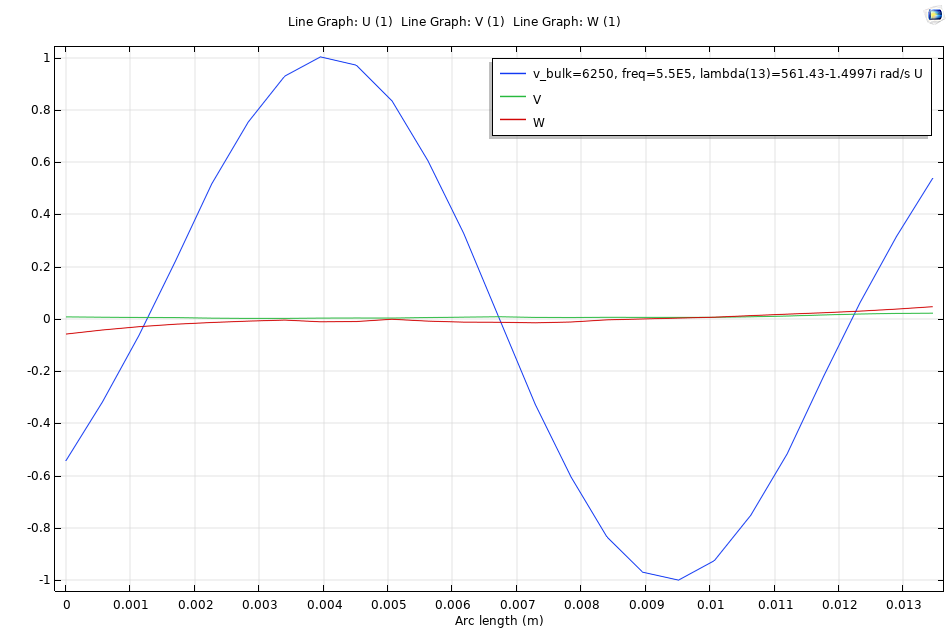 Line Graph: U (1) Line Graph: V (1) Line Graph: W (1)
v_bulk=6250, freq=5.5E5, lambda(13)=561.43-1.4997i rad/s U
V
W
1
0.8
0.6
0.4
0.2
0
-0.2
-0.4
-0.6
-0.8
-1
0 0.001 0.002 0.003 0.004 0.005 0.006 0.007 0.008 0.009 0.01 0.011 0.012 0.013
Arc length (m)